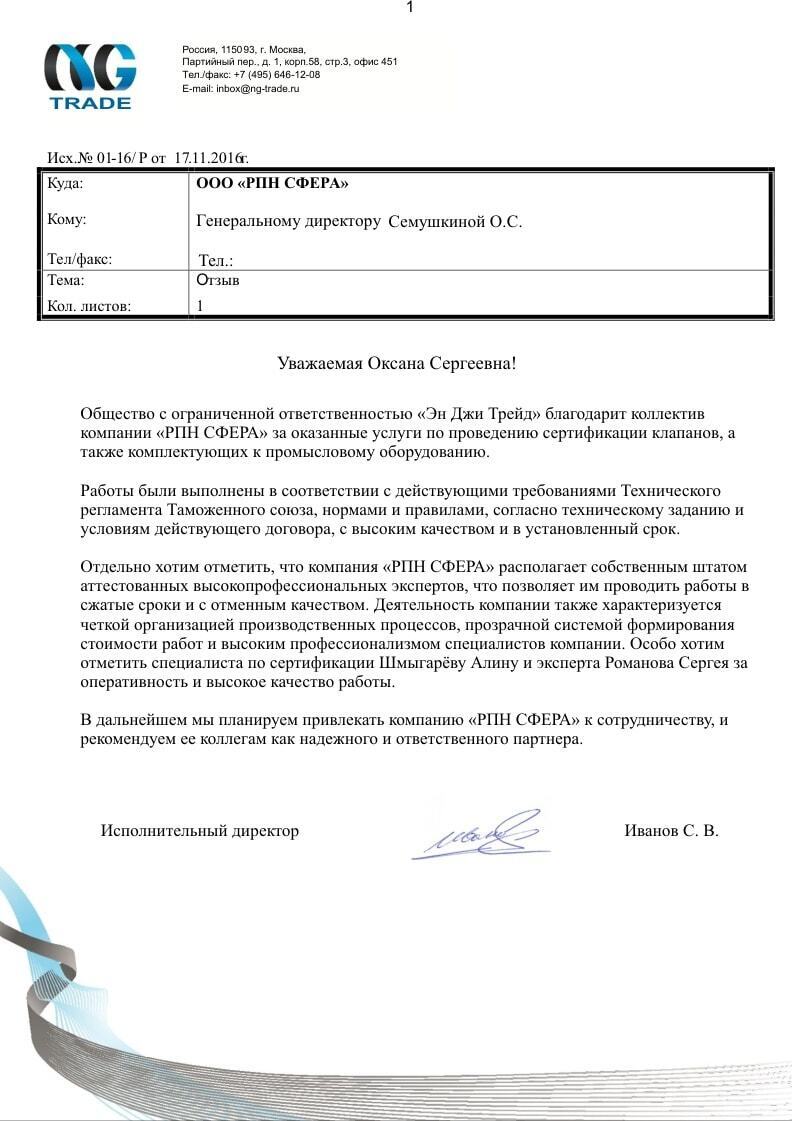 1
NG
TRADE
Россия, 115093, г. Москва,
Партийный пер., д. 1, корп.58, стр.3, офис 451
Тел./факс: +7 (495) 646-12-08
E-mail: inbox@ng-trade.ru
Исх.№ 01-16/ Р от 17.11.2016г.
Куда: ООО «РПН СФЕРА»
Кому: Генеральному директору Семушкиной О.С.
Тел/факс: Тел.:
Тема: Отзыв
Кол. листов: 1
Уважаемая Оксана Сергеевна!
Общество с ограниченной ответственностью «Эн Джи Трейд» благодарит коллектив
компании «РПН СФЕРА» за оказанные услуги по проведению сертификации клапанов, а
также комплектующих к промысловому оборудованию.
Работы были выполнены в соответствии с действующими требованиями Технического
регламента Таможенного союза, нормами и правилами, согласно техническому заданию и
условиям действующего договора, с высоким качеством и в установленный срок.
Отдельно хотим отметить, что компания «РПН СФЕРА» располагает собственным штатом
аттестованных высокопрофессиональных экспертов, что позволяет им проводить работы в
сжатые сроки и с отменным качеством. Деятельность компании также характеризуется
четкой организацией производственных процессов, прозрачной системой формирования
стоимости работ и высоким профессионализмом специалистов компании. Особо хотим
отметить специалиста по сертификации Шмыгарёву Алину и эксперта Романова Сергея за
оперативность и высокое качество работы.
В дальнейшем мы планируем привлекать компанию «РПН СФЕРА» к сотрудничеству, и
рекомендуем ее коллегам как надежного и ответственного партнера.
Исполнительный директор Иванов С. В.